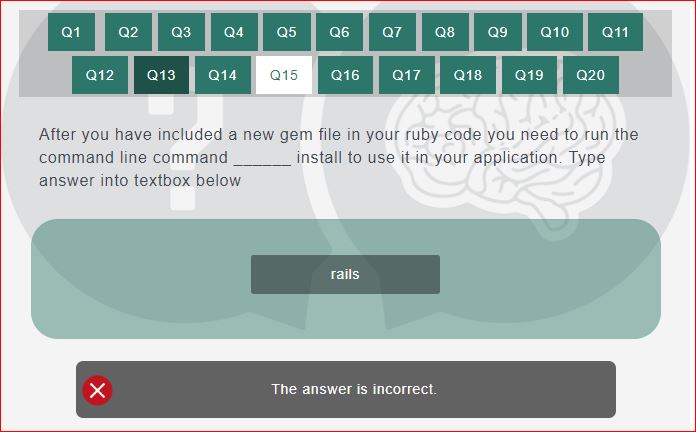 Q1 Q2 Q3 Q4 Q5 Q6 Q7 Q8 Q9 Q10 Q11
Q12 Q13 Q14 Q15 Q16 Q17 Q18 Q19 Q20
After you have included a new gem file in your ruby code you need to run the
command line command ______ install to use it in your application. Type
answer into textbox below
rails
The answer is incorrect.